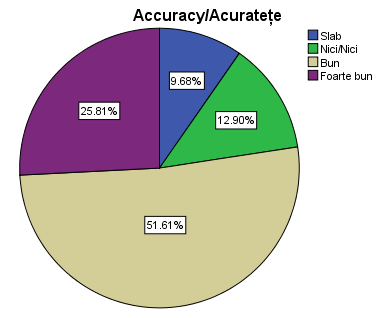 Accuracy/Acuratețe
Slab
Nici/Nici
Bun
Foarte bun
9.68%
12.90%
25.81%
51.61%